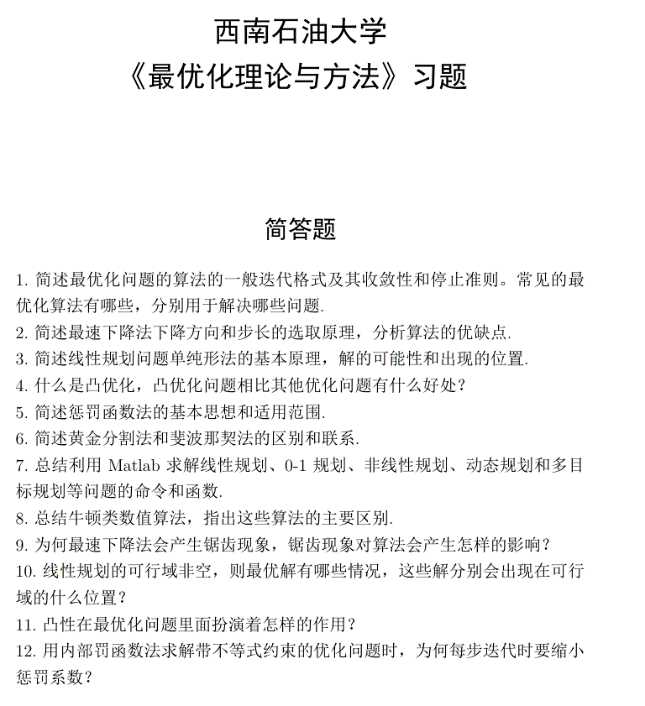 西南石油大学
《最优化理论与方法》习题
简答题
1. 简述最优化问题的算法的一般迭代格式及其收敛性和停止准则。常见的最
优化算法有哪些，分别用于解决哪些问题.
2. 简述最速下降法下降方向和步长的选取原理，分析算法的优缺点.
3. 简述线性规划问题单纯形法的基本原理，解的可能性和出现的位置.
4. 什么是凸优化，凸优化问题相比其他优化问题有什么好处？
5. 简述惩罚函数法的基本思想和适用范围.
6. 简述黄金分割法和斐波那契法的区别和联系.
7. 总结利用 Matlab 求解线性规划、0-1 规划、非线性规划、动态规划和多目
标规划等问题的命令和函数.
8. 总结牛顿类数值算法，指出这些算法的主要区别.
9. 为何最速下降法会产生锯齿现象，锯齿现象对算法会产生怎样的影响？
10. 线性规划的可行域非空，则最优解有哪些情况，这些解分别会出现在可行
域的什么位置？
11. 凸性在最优化问题里面扮演着怎样的作用？
12. 用内部罚函数法求解带不等式约束的优化问题时，为何每步迭代时要缩小
惩罚系数？